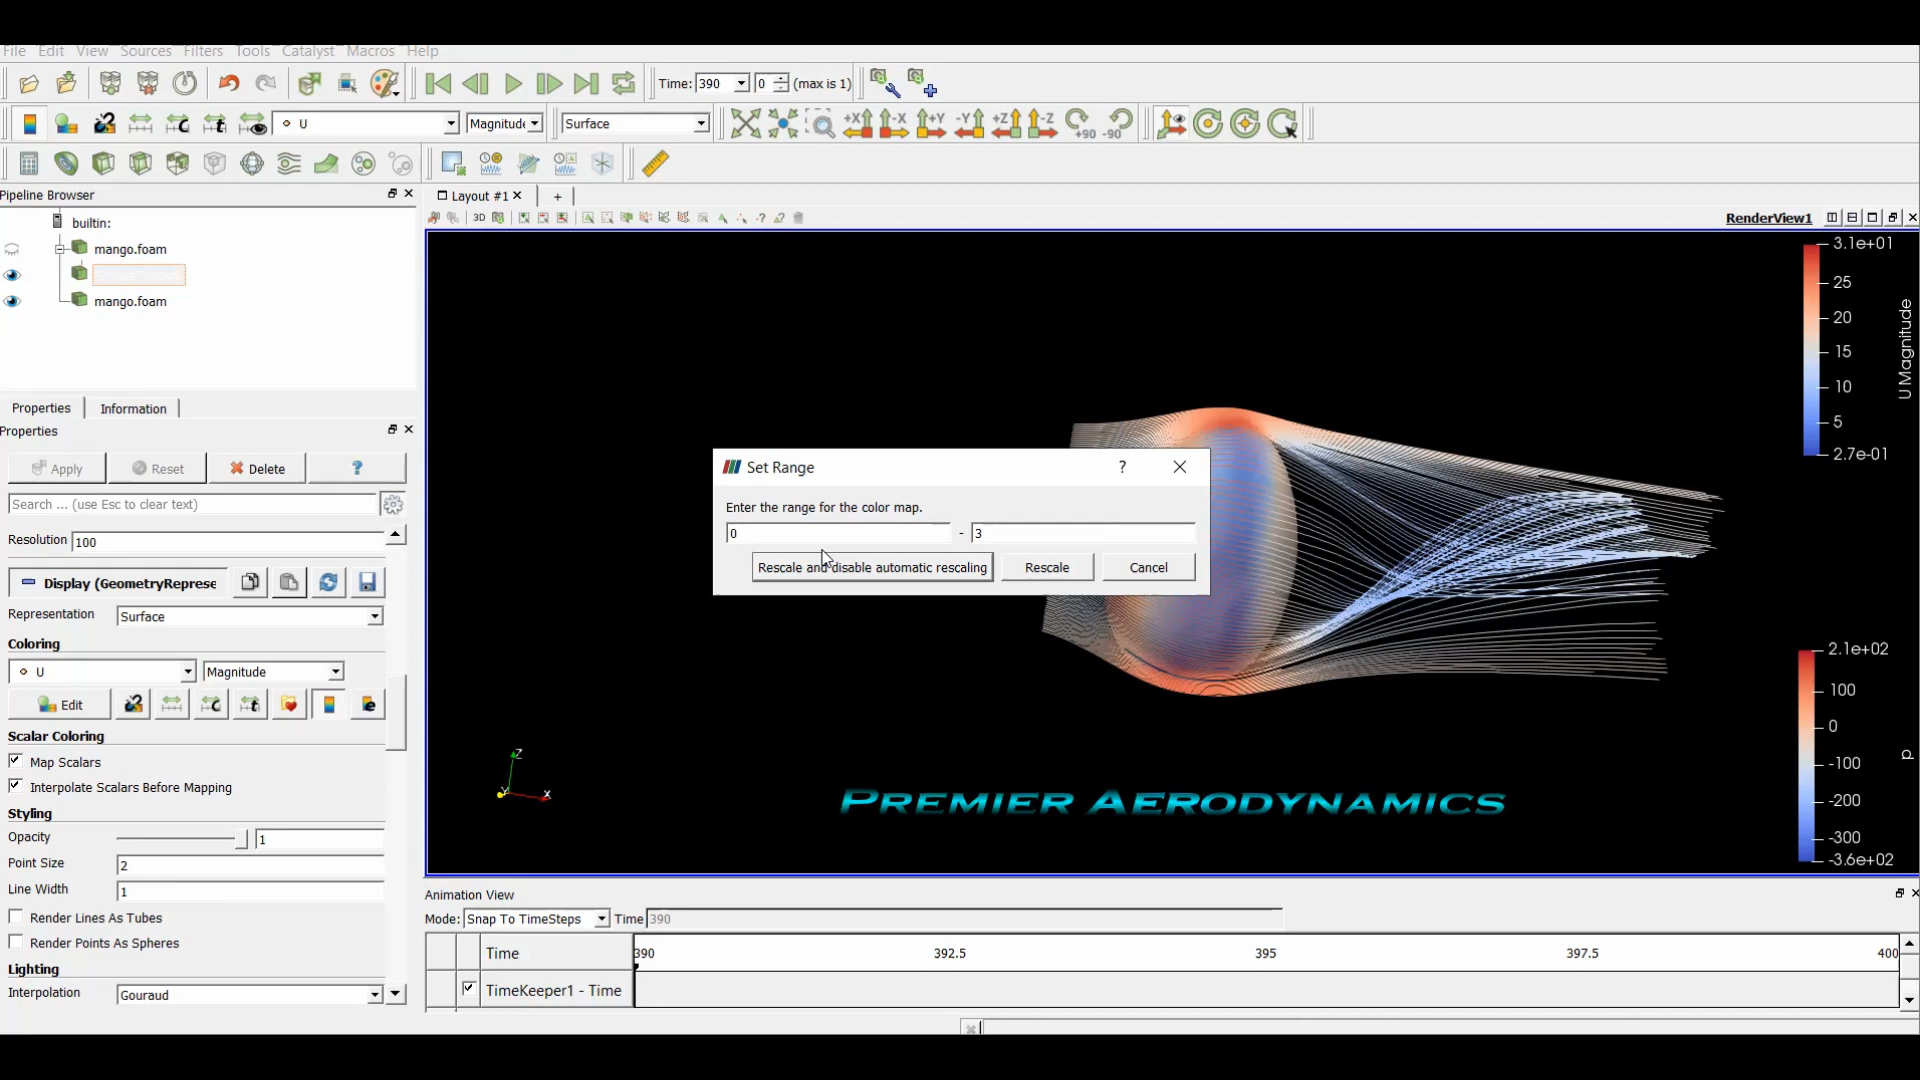 File Edit View Sources Filters Tools Catalyst Macros Help
Time: 390 0 (max is 1)
U Magnitude Surface
+X -X +Y -Y +Z -Z +90 -90
Pipeline Browser
Layout #1 +
3D
RenderView1
builtin:
mango.foam
mango.foam
Properties Information
Properties
Apply Reset Delete ?
Search ... (use Esc to clear text)
Resolution 100
Display (GeometryReprese
Representation Surface
Coloring
U Magnitude
Edit
Scalar Coloring
Map Scalars
Interpolate Scalars Before Mapping
Styling
Opacity 1
Point Size 2
Line Width 1
Render Lines As Tubes
Render Points As Spheres
Lighting
Interpolation Gouraud
Set Range ?
Enter the range for the color map.
0 - 3
Rescale and disable automatic rescaling Rescale Cancel
3.1e+01
25
20
15
10
5
2.7e-01
U Magnitude
2.1e+02
100
0
-100
-200
-300
-3.6e+02
p
Z
Y X
Premier Aerodynamics
Animation View
Mode: Snap To TimeSteps Time 390
Time 390 392.5 395 397.5 400
TimeKeeper1 - Time